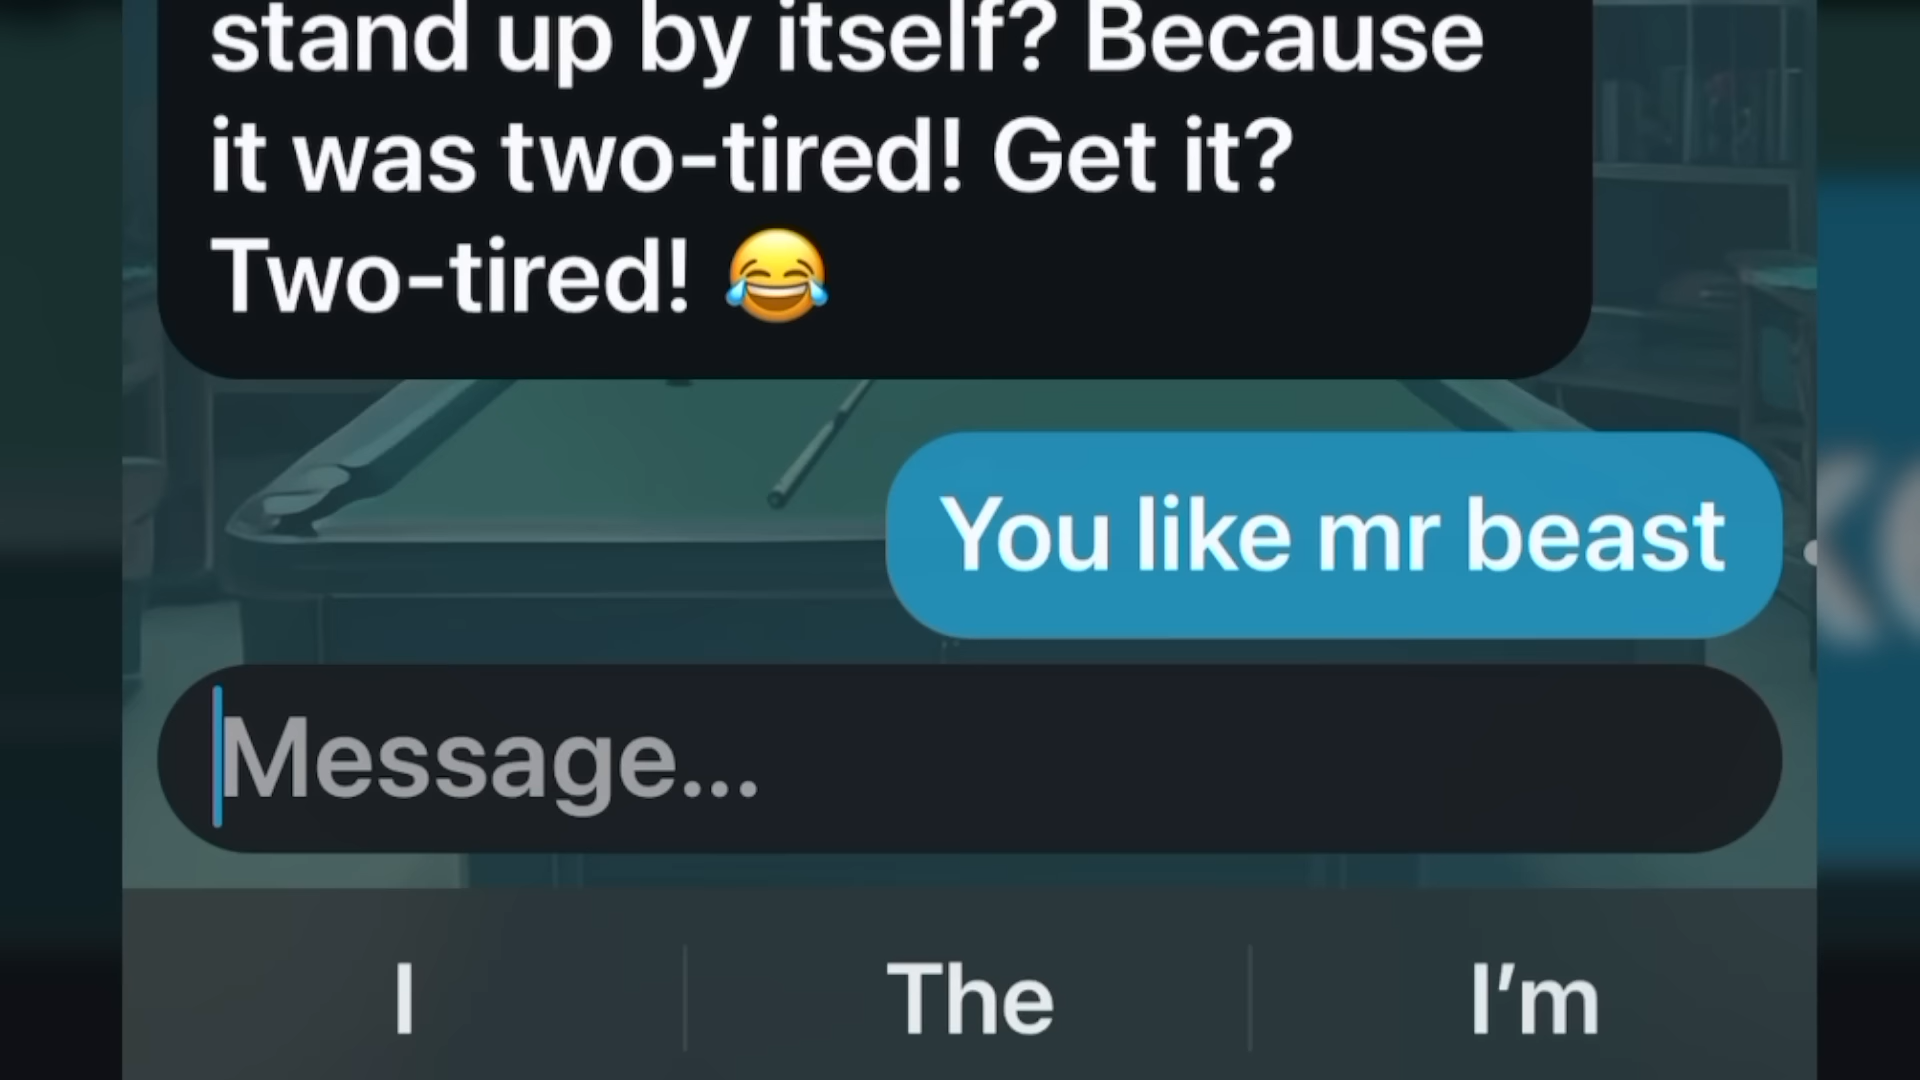 stand up by itself? Because
it was two-tired! Get it?
Two-tired! 😂
You like mr beast
Message...
I The I’m